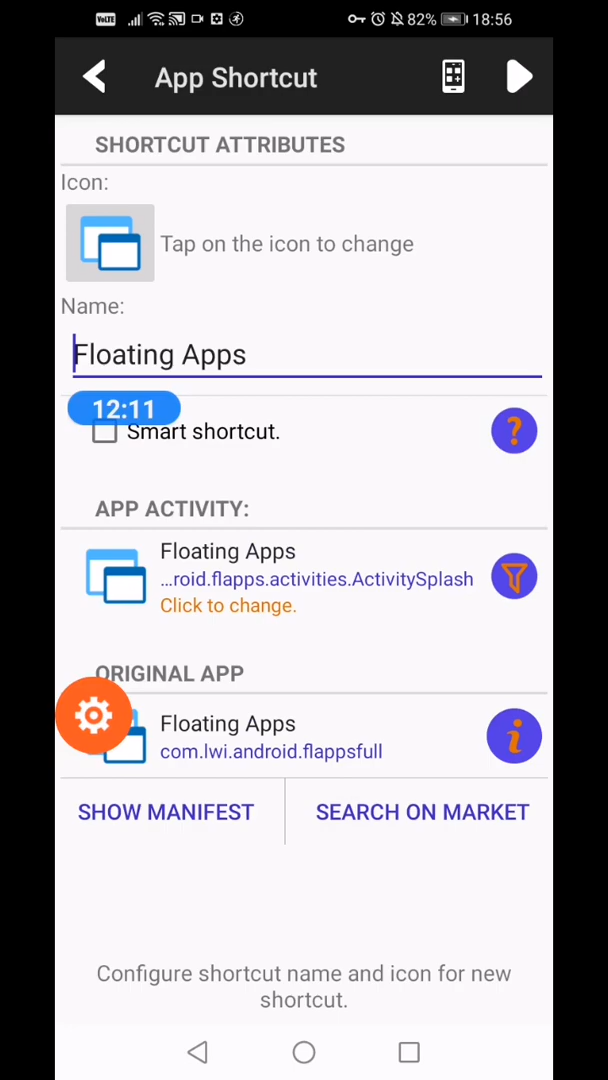 VoLTE 82% 18:56
App Shortcut
SHORTCUT ATTRIBUTES
Icon:
Tap on the icon to change
Name:
Floating Apps
12:11
Smart shortcut.
?
APP ACTIVITY:
Floating Apps
...roid.flapps.activities.ActivitySplash
Click to change.
ORIGINAL APP
Floating Apps
com.lwi.android.flappsfull
i
SHOW MANIFEST
SEARCH ON MARKET
Configure shortcut name and icon for new
shortcut.